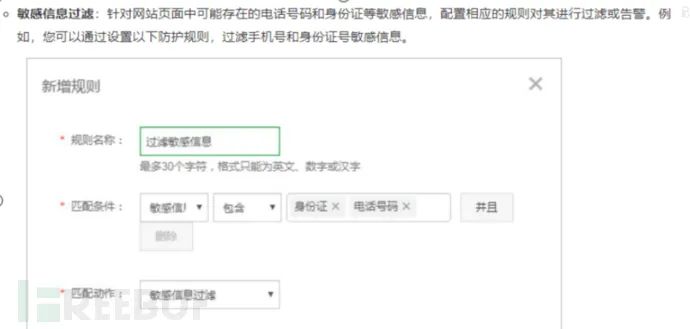 敏感信息过滤：针对网站页面中可能存在的电话号码和身份证等敏感信息，配置相应的规则对其进行过滤或告警。例
如，您可以通过设置以下防护规则，过滤手机号和身份证号敏感信息。
新增规则
* 规则名称： 过滤敏感信息
最多30个字符，格式只能为英文、数字或汉字
* 匹配条件： 敏感信 包含 身份证 × 电话号码 × 并且
删除
* 匹配动作： 敏感信息过滤
FREEBUF